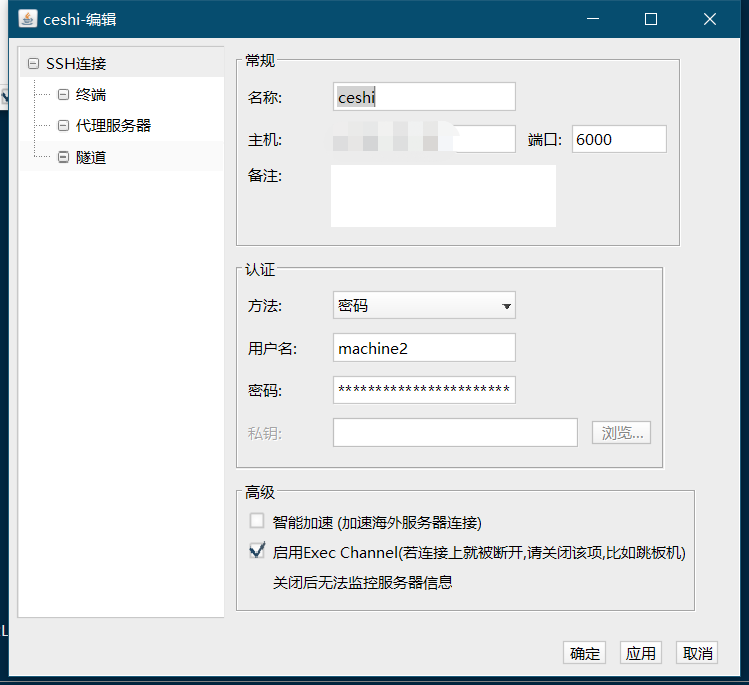 ceshi-编辑
SSH连接
终端
代理服务器
隧道
常规
名称: ceshi
主机: 端口: 6000
备注:
认证
方法: 密码
用户名: machine2
密码: ***********************
私钥: 浏览...
高级
智能加速 (加速海外服务器连接)
启用Exec Channel(若连接上就被断开,请关闭该项,比如跳板机)
关闭后无法监控服务器信息
L
确定 应用 取消